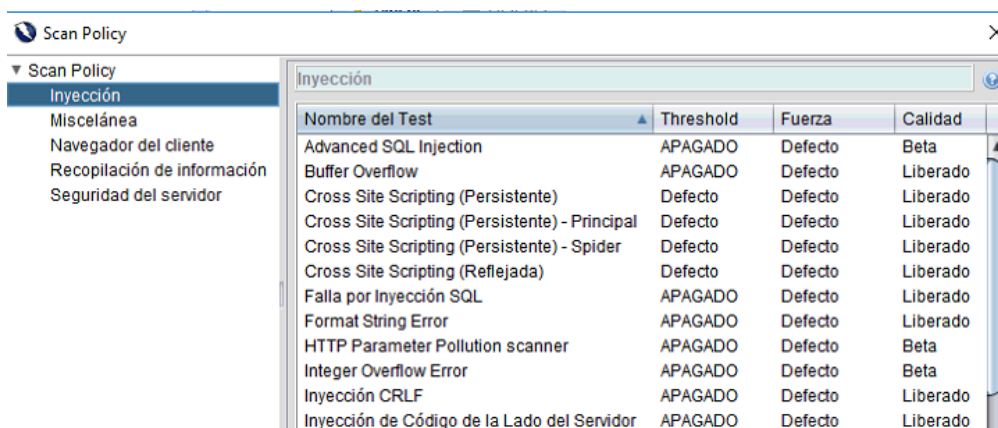 Scan Policy
Scan Policy
Inyección
Miscelánea
Navegador del cliente
Recopilación de información
Seguridad del servidor
Inyección
Nombre del Test Threshold Fuerza Calidad
Advanced SQL Injection APAGADO Defecto Beta
Buffer Overflow APAGADO Defecto Liberado
Cross Site Scripting (Persistente) Defecto Defecto Liberado
Cross Site Scripting (Persistente) - Principal Defecto Defecto Liberado
Cross Site Scripting (Persistente) - Spider Defecto Defecto Liberado
Cross Site Scripting (Reflejada) Defecto Defecto Liberado
Falla por Inyección SQL APAGADO Defecto Liberado
Format String Error APAGADO Defecto Liberado
HTTP Parameter Pollution scanner APAGADO Defecto Beta
Integer Overflow Error APAGADO Defecto Beta
Inyección CRLF APAGADO Defecto Liberado
Inyección de Código de la Lado del Servidor APAGADO Defecto Liberado